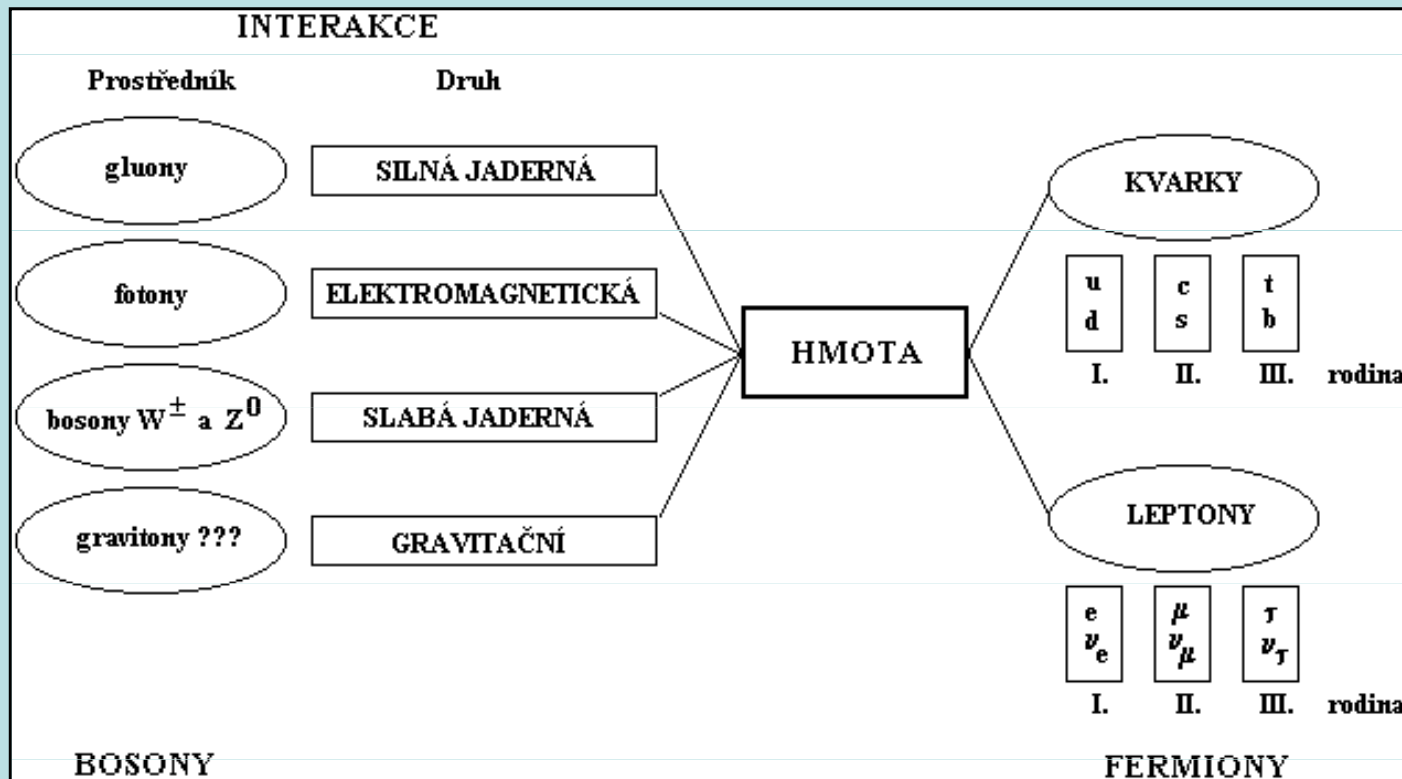 INTERAKCE
Prostředník Druh
gluony SILNÁ JADERNÁ KVARKY
fotony ELEKTROMAGNETICKÁ
u c t
d s b
HMOTA
I. II. III. rodina
bosony W± a Z⁰ SLABÁ JADERNÁ
gravitony ??? GRAVITAČNÍ LEPTONY
e μ τ
νe νμ ντ
I. II. III. rodina
BOSONY FERMIONY